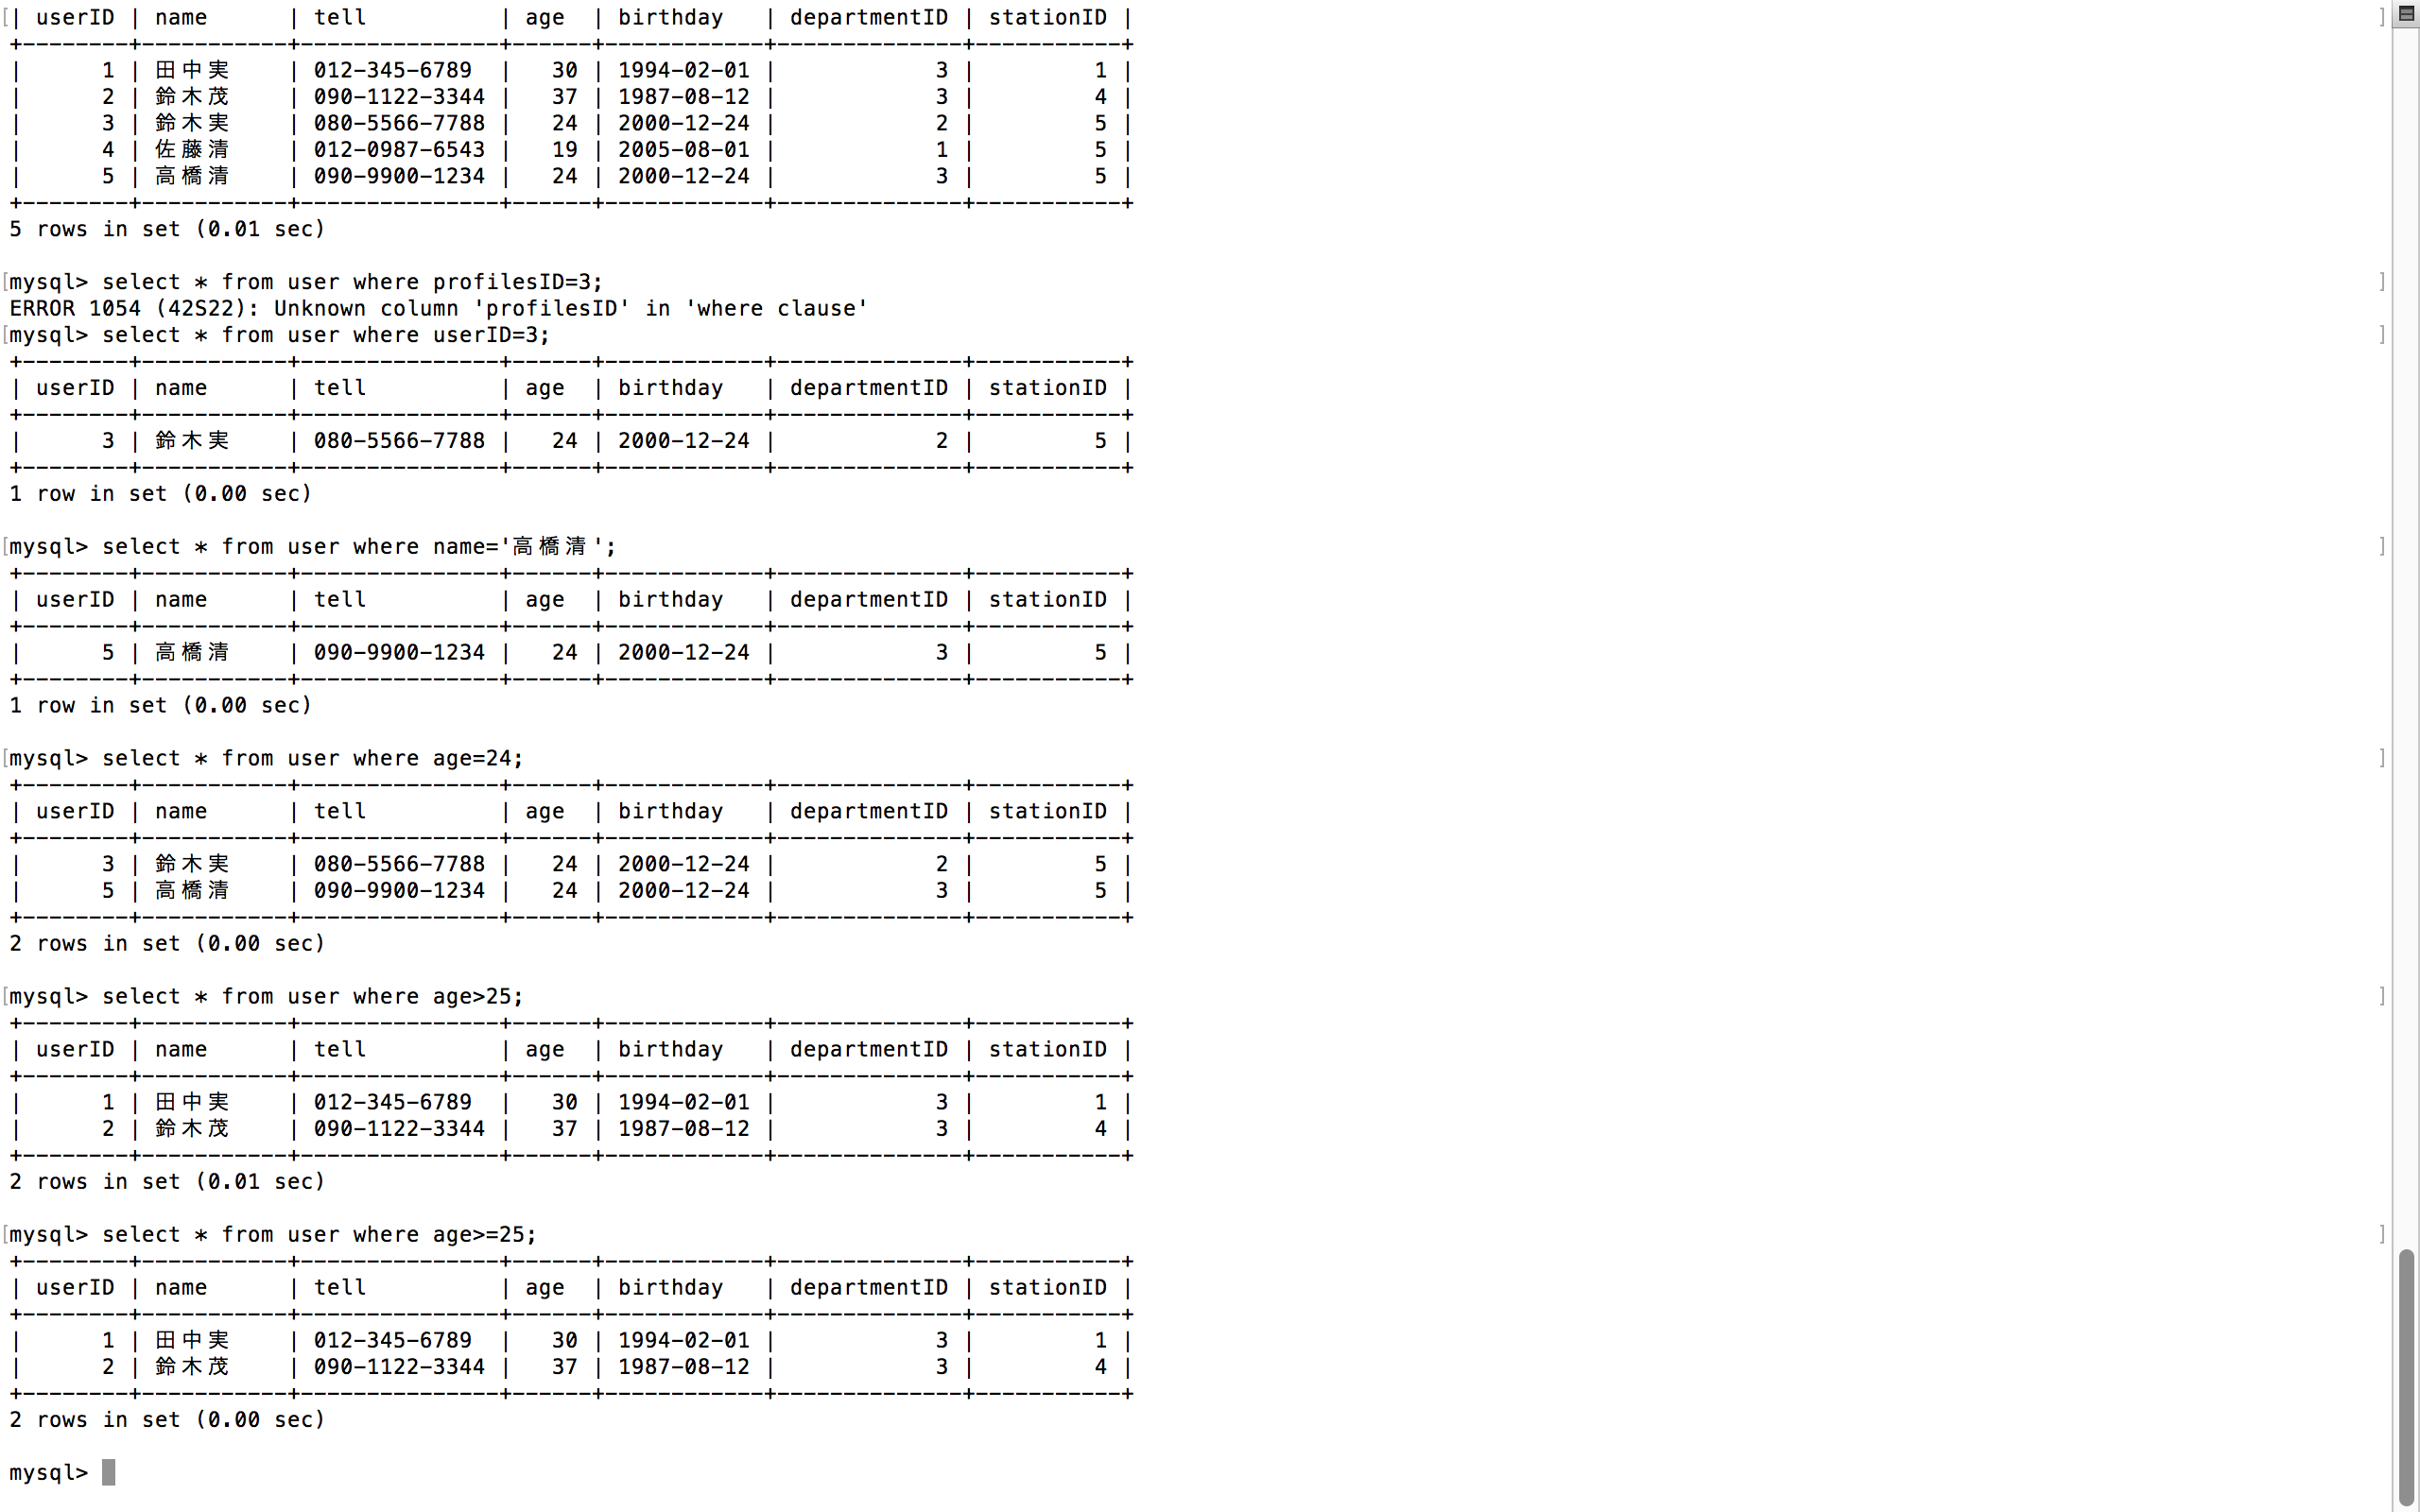 | userID | name      | tell          | age  | birthday   | departmentID | stationID |
+--------+-----------+---------------+------+------------+--------------+-----------+
|      1 | 田中実    | 012-345-6789  |   30 | 1994-02-01 |            3 |         1 |
|      2 | 鈴木茂    | 090-1122-3344 |   37 | 1987-08-12 |            3 |         4 |
|      3 | 鈴木実    | 080-5566-7788 |   24 | 2000-12-24 |            2 |         5 |
|      4 | 佐藤清    | 012-0987-6543 |   19 | 2005-08-01 |            1 |         5 |
|      5 | 高橋清    | 090-9900-1234 |   24 | 2000-12-24 |            3 |         5 |
+--------+-----------+---------------+------+------------+--------------+-----------+
5 rows in set (0.01 sec)

mysql> select * from user where profilesID=3;
ERROR 1054 (42S22): Unknown column 'profilesID' in 'where clause'
mysql> select * from user where userID=3;
+--------+-----------+---------------+------+------------+--------------+-----------+
| userID | name      | tell          | age  | birthday   | departmentID | stationID |
+--------+-----------+---------------+------+------------+--------------+-----------+
|      3 | 鈴木実    | 080-5566-7788 |   24 | 2000-12-24 |            2 |         5 |
+--------+-----------+---------------+------+------------+--------------+-----------+
1 row in set (0.00 sec)

mysql> select * from user where name='高橋清';
+--------+-----------+---------------+------+------------+--------------+-----------+
| userID | name      | tell          | age  | birthday   | departmentID | stationID |
+--------+-----------+---------------+------+------------+--------------+-----------+
|      5 | 高橋清    | 090-9900-1234 |   24 | 2000-12-24 |            3 |         5 |
+--------+-----------+---------------+------+------------+--------------+-----------+
1 row in set (0.00 sec)

mysql> select * from user where age=24;
+--------+-----------+---------------+------+------------+--------------+-----------+
| userID | name      | tell          | age  | birthday   | departmentID | stationID |
+--------+-----------+---------------+------+------------+--------------+-----------+
|      3 | 鈴木実    | 080-5566-7788 |   24 | 2000-12-24 |            2 |         5 |
|      5 | 高橋清    | 090-9900-1234 |   24 | 2000-12-24 |            3 |         5 |
+--------+-----------+---------------+------+------------+--------------+-----------+
2 rows in set (0.00 sec)

mysql> select * from user where age>25;
+--------+-----------+---------------+------+------------+--------------+-----------+
| userID | name      | tell          | age  | birthday   | departmentID | stationID |
+--------+-----------+---------------+------+------------+--------------+-----------+
|      1 | 田中実    | 012-345-6789  |   30 | 1994-02-01 |            3 |         1 |
|      2 | 鈴木茂    | 090-1122-3344 |   37 | 1987-08-12 |            3 |         4 |
+--------+-----------+---------------+------+------------+--------------+-----------+
2 rows in set (0.01 sec)

mysql> select * from user where age>=25;
+--------+-----------+---------------+------+------------+--------------+-----------+
| userID | name      | tell          | age  | birthday   | departmentID | stationID |
+--------+-----------+---------------+------+------------+--------------+-----------+
|      1 | 田中実    | 012-345-6789  |   30 | 1994-02-01 |            3 |         1 |
|      2 | 鈴木茂    | 090-1122-3344 |   37 | 1987-08-12 |            3 |         4 |
+--------+-----------+---------------+------+------------+--------------+-----------+
2 rows in set (0.00 sec)

mysql>